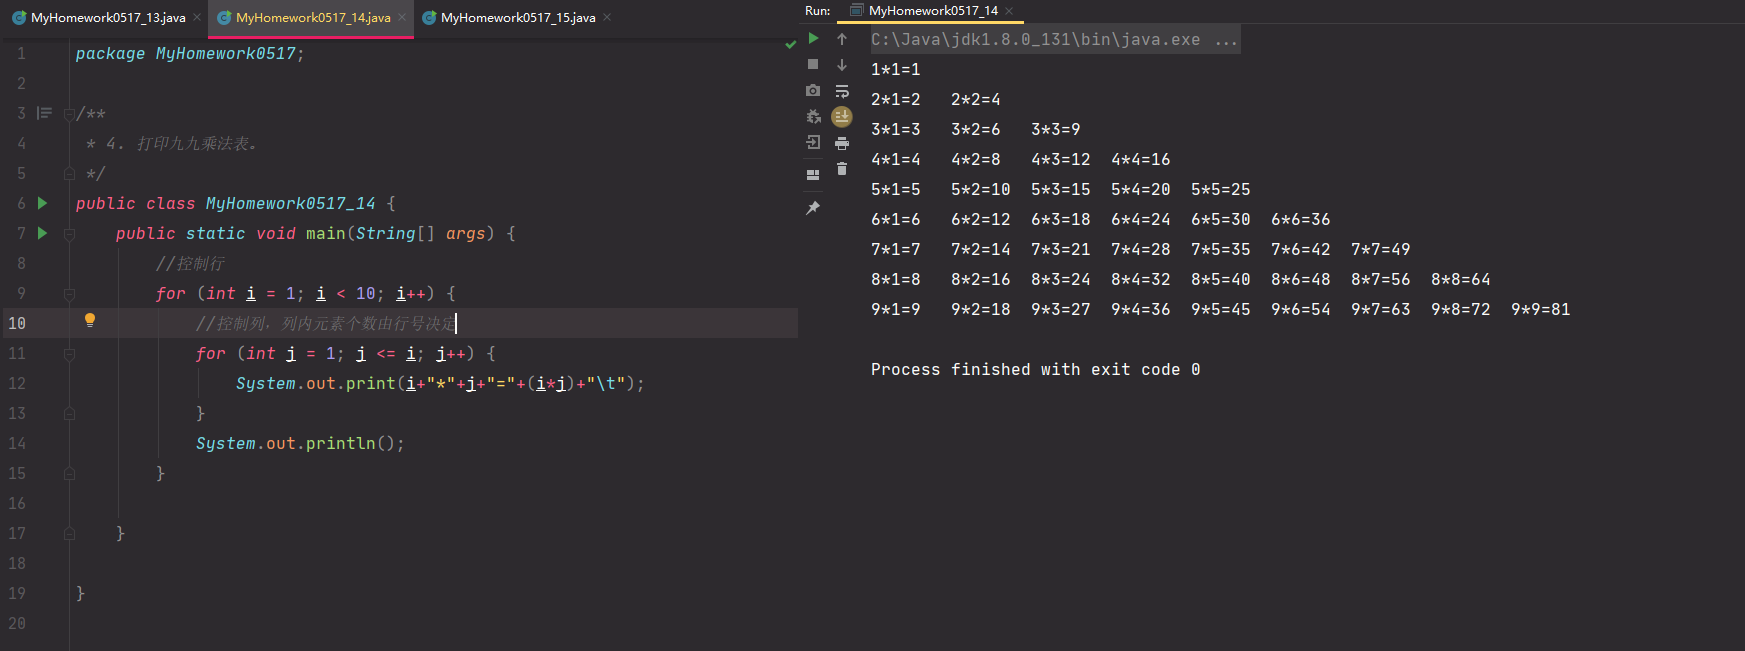 MyHomework0517_13.java MyHomework0517_14.java MyHomework0517_15.java
1 package MyHomework0517;
2
3 /**
4 * 4. 打印九九乘法表。
5 */
6 public class MyHomework0517_14 {
7 public static void main(String[] args) {
8 //控制行
9 for (int i = 1; i < 10; i++) {
10 //控制列，列内元素个数由行号决定
11 for (int j = 1; j <= i; j++) {
12 System.out.print(i+"*"+j+"="+(i*j)+"\t");
13 }
14 System.out.println();
15 }
16
17 }
18
19 }
20
Run: MyHomework0517_14
C:\Java\jdk1.8.0_131\bin\java.exe ...
1*1=1
2*1=2 2*2=4
3*1=3 3*2=6 3*3=9
4*1=4 4*2=8 4*3=12 4*4=16
5*1=5 5*2=10 5*3=15 5*4=20 5*5=25
6*1=6 6*2=12 6*3=18 6*4=24 6*5=30 6*6=36
7*1=7 7*2=14 7*3=21 7*4=28 7*5=35 7*6=42 7*7=49
8*1=8 8*2=16 8*3=24 8*4=32 8*5=40 8*6=48 8*7=56 8*8=64
9*1=9 9*2=18 9*3=27 9*4=36 9*5=45 9*6=54 9*7=63 9*8=72 9*9=81
Process finished with exit code 0